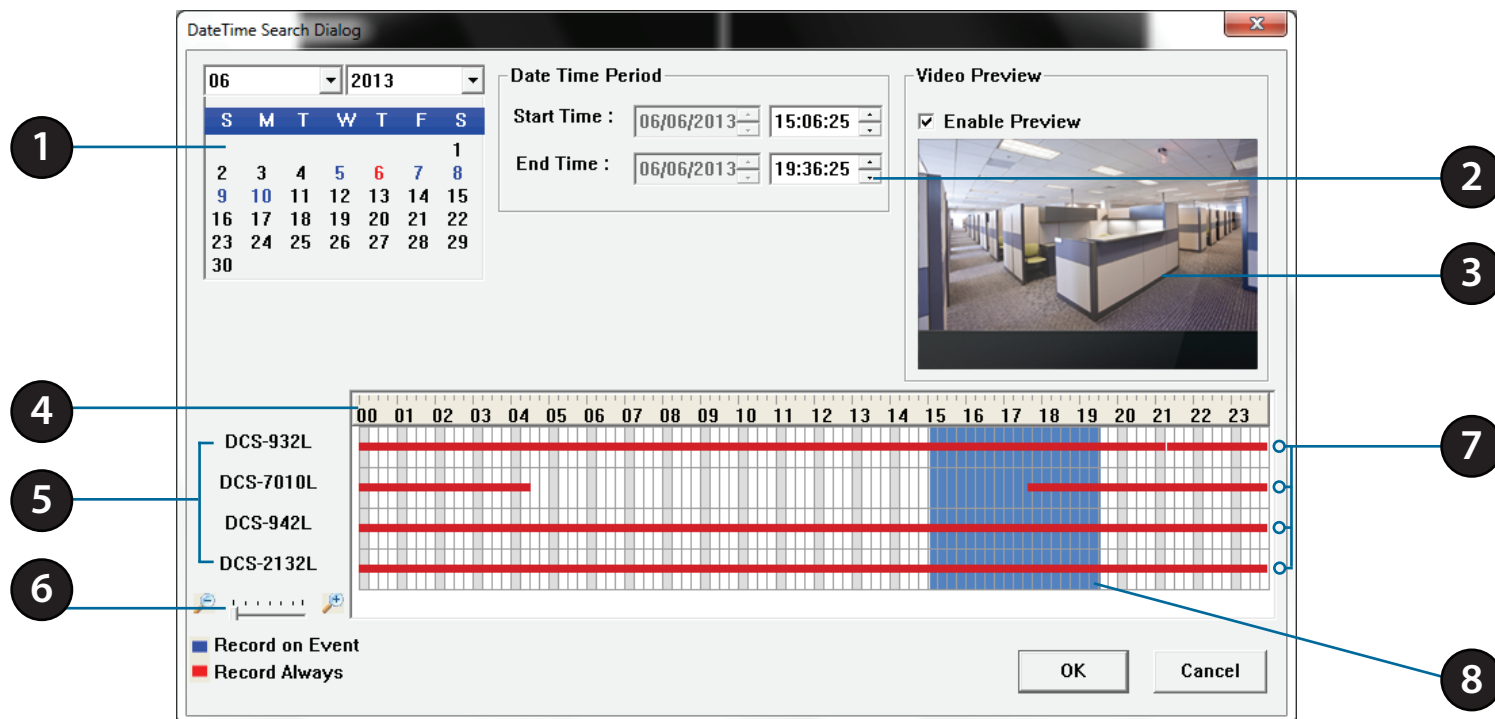 DateTime Search Dialog
06 2013
S M T W T F S
1
2 3 4 5 6 7 8
9 10 11 12 13 14 15
16 17 18 19 20 21 22
23 24 25 26 27 28 29
30
Date Time Period
Start Time : 06/06/2013 15:06:25
End Time : 06/06/2013 19:36:25
Video Preview
Enable Preview
1
2
3
4
00 01 02 03 04 05 06 07 08 09 10 11 12 13 14 15 16 17 18 19 20 21 22 23
DCS-932L
DCS-7010L
DCS-942L
DCS-2132L
5
6
7
8
Record on Event
Record Always
OK
Cancel